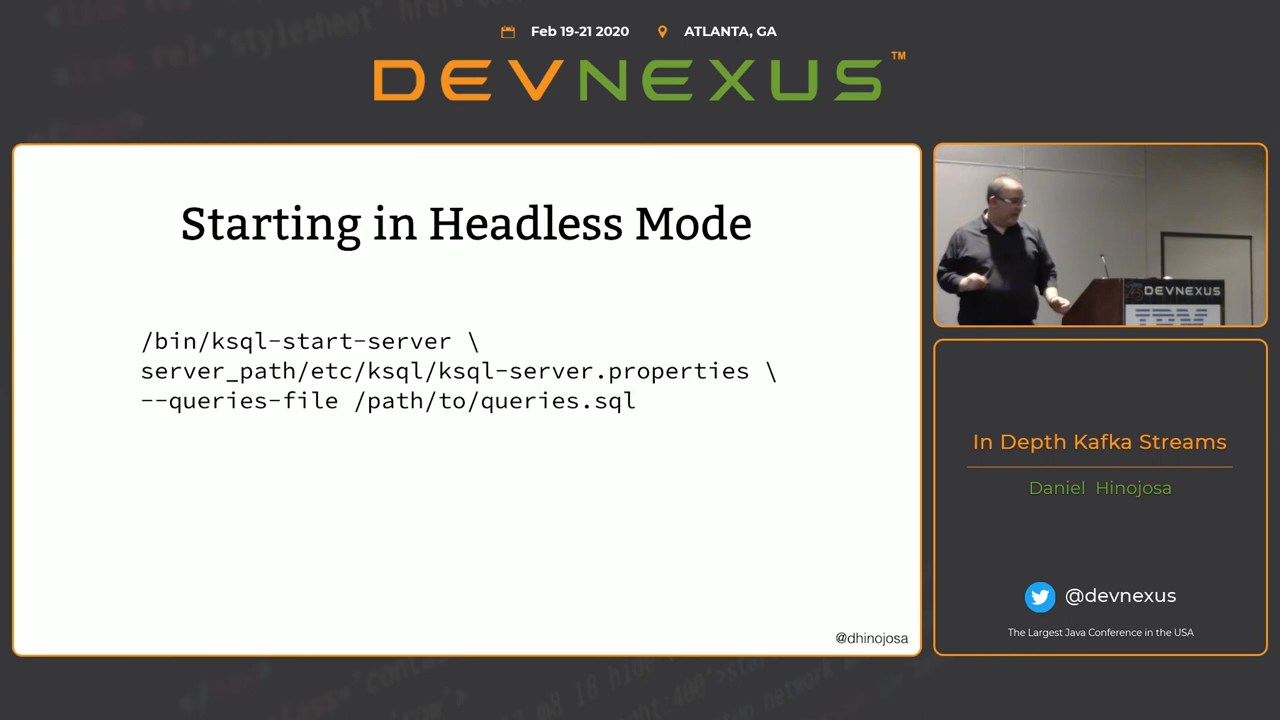 Feb 19-21 2020 ATLANTA, GA
DEVNEXUS™
Starting in Headless Mode
/bin/ksql-start-server \
server_path/etc/ksql/ksql-server.properties \
--queries-file /path/to/queries.sql
@dhinojosa
DEVNEXUS
IBM
In Depth Kafka Streams
Daniel Hinojosa
@devnexus
The Largest Java Conference in the USA